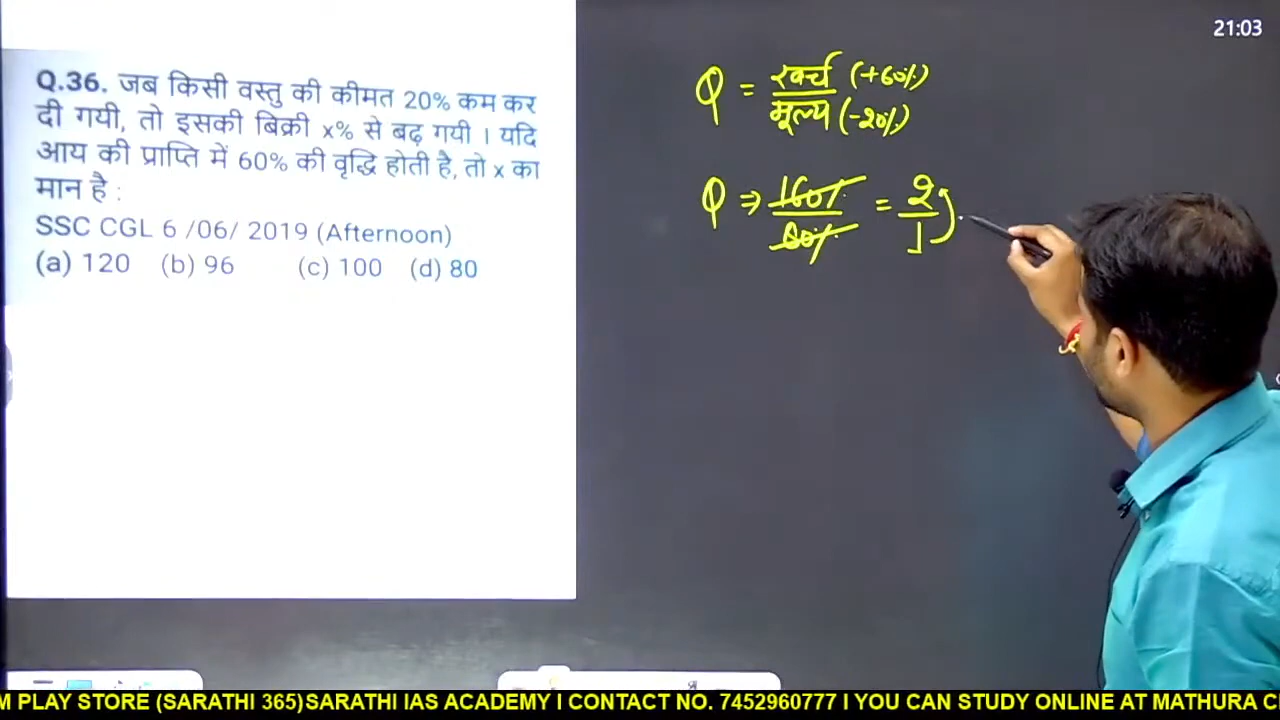 21:03
Q.36. जब किसी वस्तु की कीमत 20% कम कर
दी गयी, तो इसकी बिक्री x% से बढ़ गयी । यदि
आय की प्राप्ति में 60% की वृद्धि होती है, तो x का
मान है :
SSC CGL 6 /06/ 2019 (Afternoon)
(a) 120 (b) 96 (c) 100 (d) 80
Q = खर्च (+60%)
मूल्य (-20%)
Q ⇒ 160% = 2
80% 1
M PLAY STORE (SARATHI 365)SARATHI IAS ACADEMY I CONTACT NO. 7452960777 I YOU CAN STUDY ONLINE AT MATHURA C